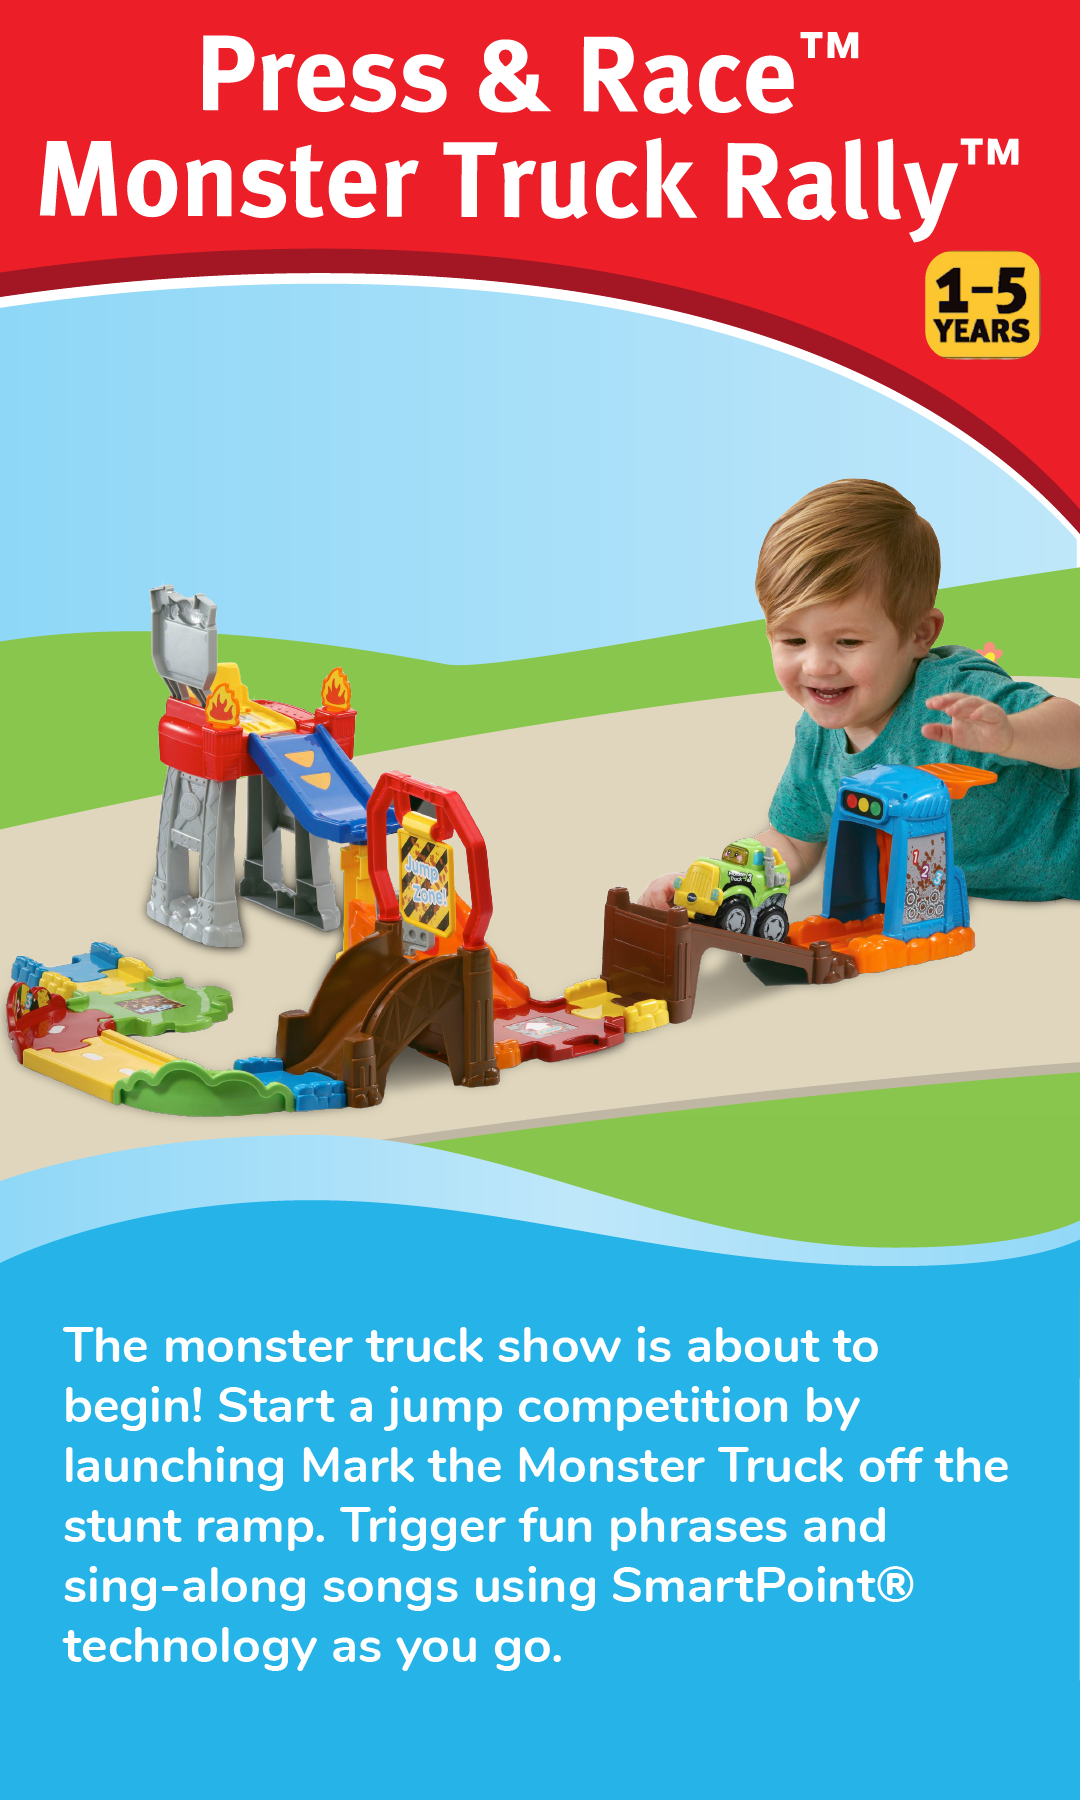 Press & Race™
Monster Truck Rally™
1-5
YEARS
Jump
Zone!
1
2
The monster truck show is about to
begin! Start a jump competition by
launching Mark the Monster Truck off the
stunt ramp. Trigger fun phrases and
sing-along songs using SmartPoint®
technology as you go.